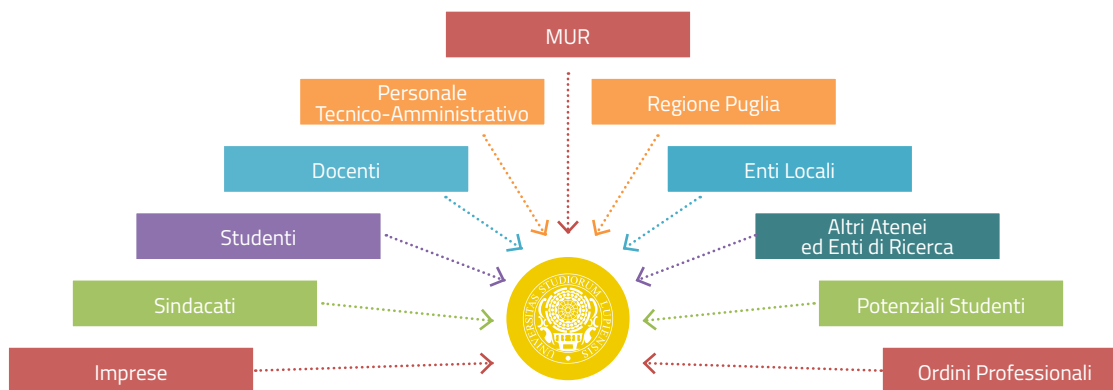 MUR
Personale
Tecnico-Amministrativo
Regione Puglia
Docenti
Enti Locali
Studenti
Altri Atenei
ed Enti di Ricerca
Sindacati
Potenziali Studenti
Imprese
Ordini Professionali
UNIVERSITAS STUDIORUM LUPIENSIS